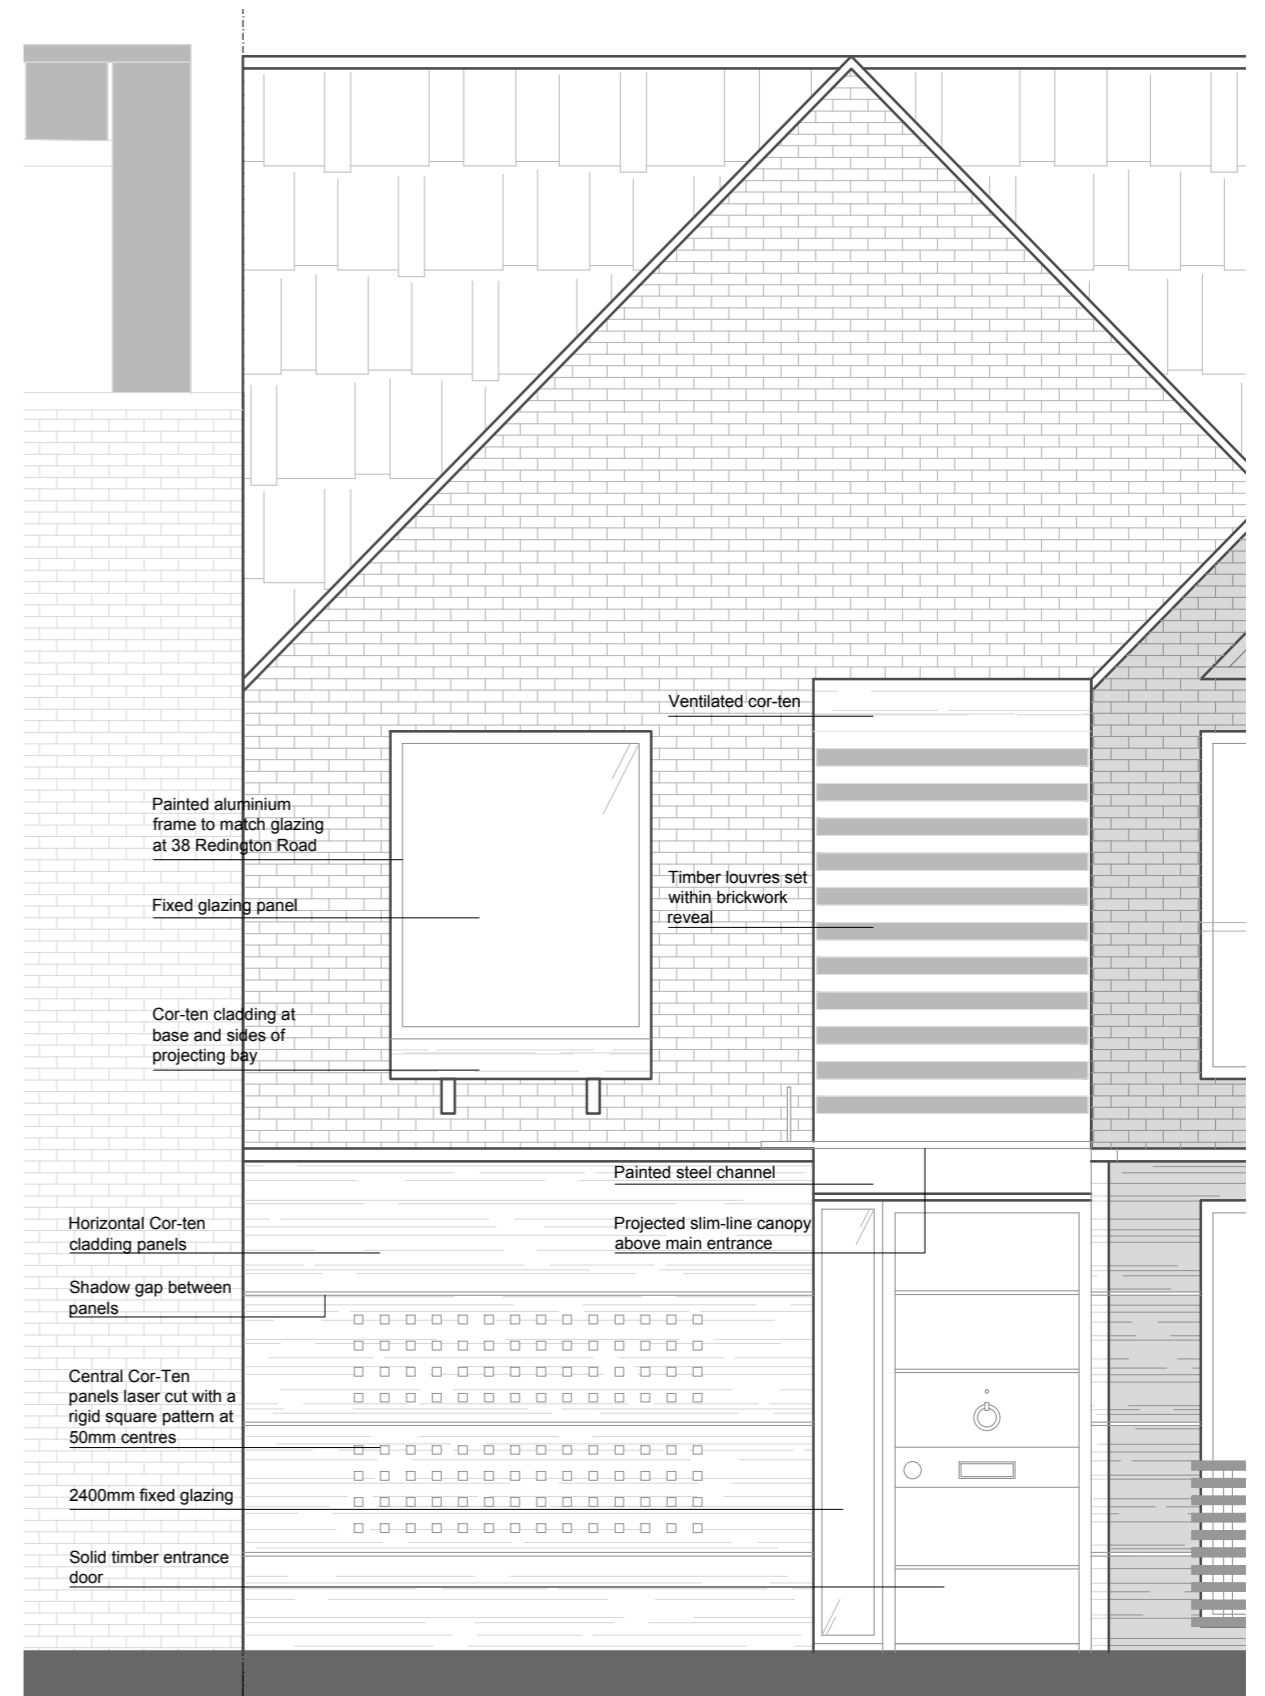 Ventilated cor-ten
Painted aluminium
frame to match glazing
at 38 Redington Road
Timber louvres set
within brickwork
reveal
Fixed glazing panel
Cor-ten cladding at
base and sides of
projecting bay
Painted steel channel
Projected slim-line canopy
above main entrance
Horizontal Cor-ten
cladding panels
Shadow gap between
panels
Central Cor-Ten
panels laser cut with a
rigid square pattern at
50mm centres
2400mm fixed glazing
Solid timber entrance
door